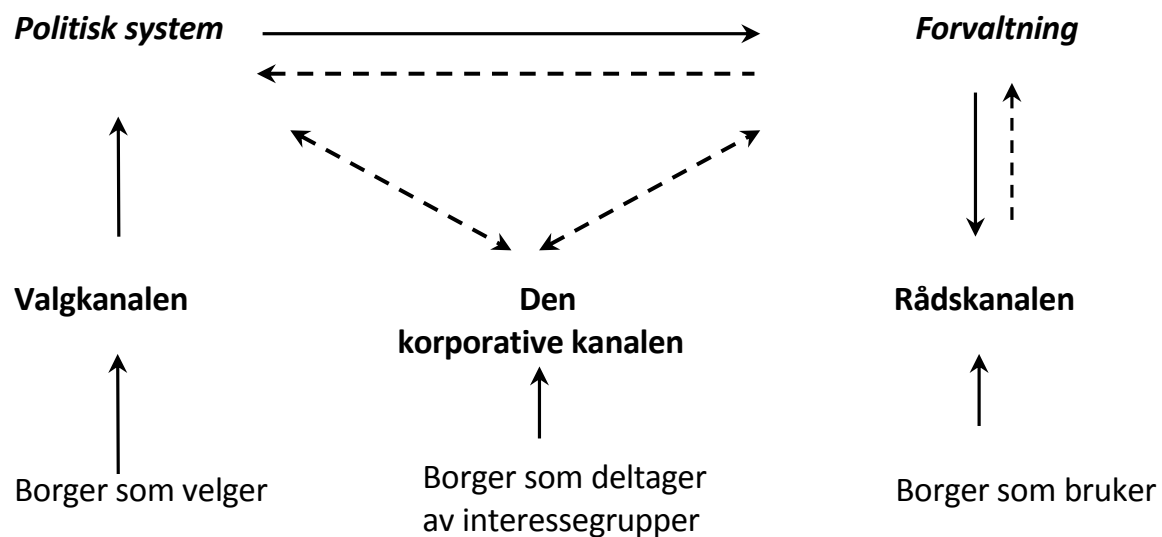 Politisk system
Forvaltning
Valgkanalen
Den
korporative kanalen
Rådskanalen
Borger som velger
Borger som deltager
av interessegrupper
Borger som bruker